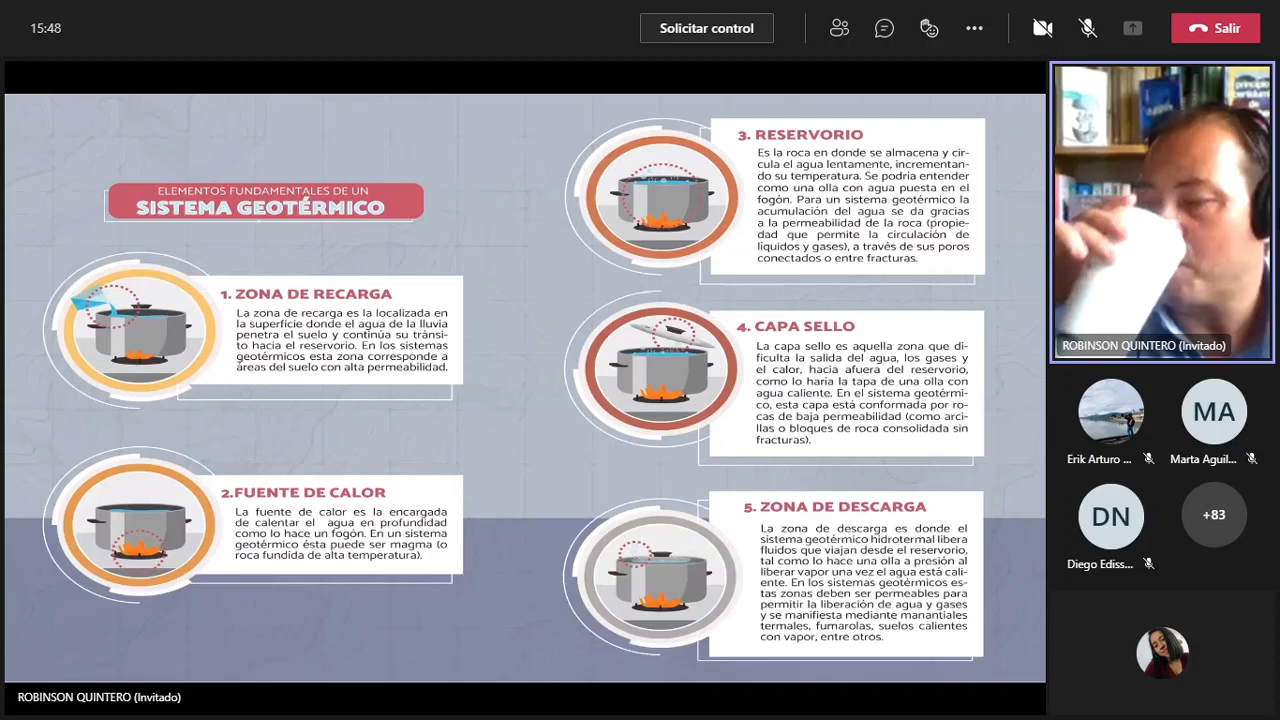 15:48
Solicitar control
Salir
ELEMENTOS FUNDAMENTALES DE UN
SISTEMA GEOTÉRMICO
1. ZONA DE RECARGA
La zona de recarga es la localizada en
la superficie donde el agua de la lluvia
penetra el suelo y continúa su tránsi-
to hacia el reservorio. En los sistemas
geotérmicos esta zona corresponde a
áreas del suelo con alta permeabilidad.
2.FUENTE DE CALOR
La fuente de calor es la encargada
de calentar el agua en profundidad
como lo hace un fogón. En un sistema
geotérmico ésta puede ser magma (o
roca fundida de alta temperatura).
3. RESERVORIO
Es la roca en donde se almacena y cir-
cula el agua lentamente, incrementan-
do su temperatura. Se podría entender
como una olla con agua puesta en el
fogón. Para un sistema geotérmico la
acumulación del agua se da gracias
a la permeabilidad de la roca (propie-
dad que permite la circulación de
líquidos y gases), a través de sus poros
conectados o entre fracturas.
4. CAPA SELLO
La capa sello es aquella zona que di-
ficulta la salida del agua, los gases y
el calor, hacia afuera del reservorio,
como lo haría la tapa de una olla con
agua caliente. En el sistema geotérmi-
co, esta capa está conformada por ro-
cas de baja permeabilidad (como arci-
llas o bloques de roca consolidada sin
fracturas).
5. ZONA DE DESCARGA
La zona de descarga es donde el
sistema geotérmico hidrotermal libera
fluidos que viajan desde el reservorio,
tal como lo hace una olla a presión al
liberar vapor una vez el agua está cali-
ente. En los sistemas geotérmicos es-
tas zonas deben ser permeables para
permitir la liberación de agua y gases
y se manifiesta mediante manantiales
termales, fumarolas, suelos calientes
con vapor, entre otros.
ROBINSON QUINTERO (Invitado)
ROBINSON QUINTERO (Invitado)
Erik Arturo ...
MA
Marta Aguil...
DN
Diego Ediss...
+83